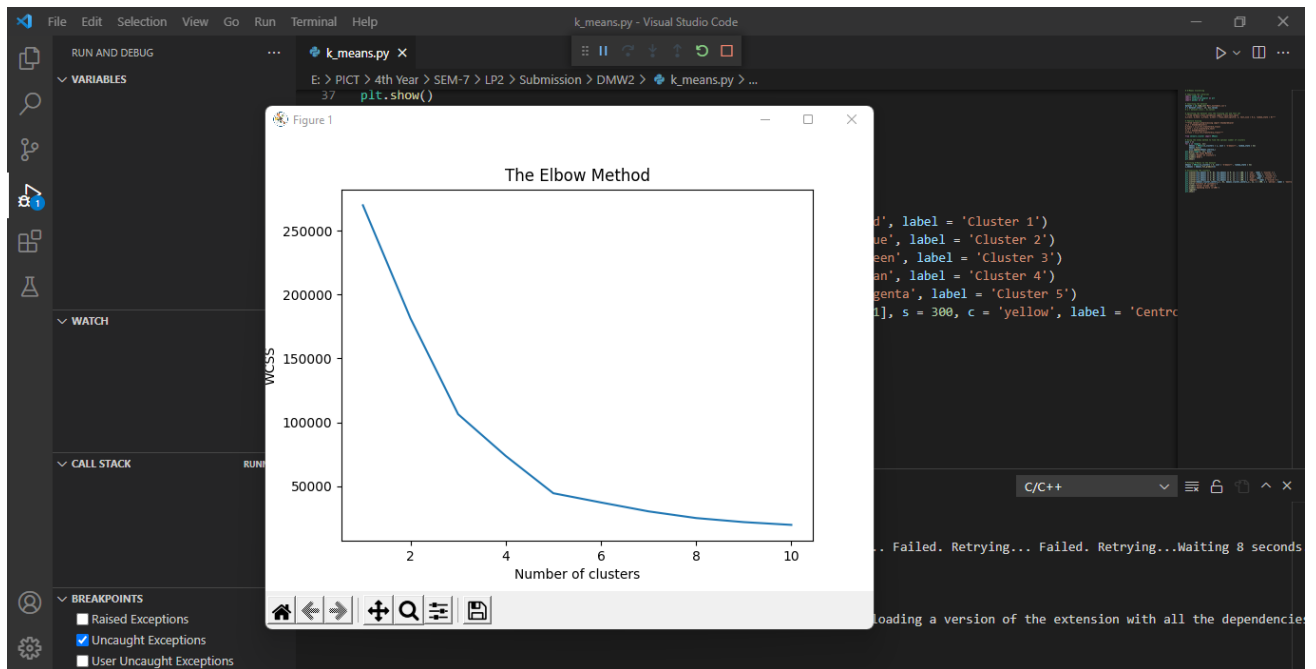 File Edit Selection View Go Run Terminal Help
k_means.py - Visual Studio Code
RUN AND DEBUG
k_means.py
VARIABLES
E: > PICT > 4th Year > SEM-7 > LP2 > Submission > DMW2 > k_means.py > ...
37 plt.show()
Figure 1
The Elbow Method
250000
200000
150000
100000
50000
WCSS
2 4 6 8 10
Number of clusters
', label = 'Cluster 1')
ue', label = 'Cluster 2')
een', label = 'Cluster 3')
an', label = 'Cluster 4')
genta', label = 'Cluster 5')
1], s = 300, c = 'yellow', label = 'Centro
WATCH
CALL STACK
RUNN
C/C++
.. Failed. Retrying... Failed. Retrying...Waiting 8 seconds
loading a version of the extension with all the dependencies
BREAKPOINTS
Raised Exceptions
Uncaught Exceptions
User Uncaught Exceptions
1